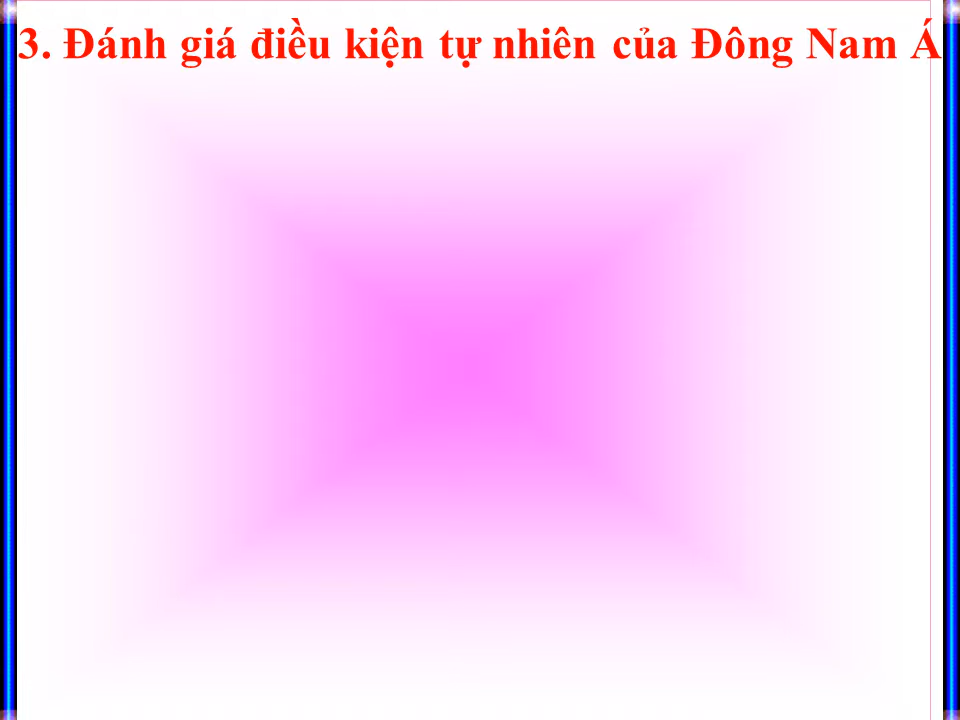 3. Đánh giá điều kiện tự nhiên của Đông Nam Á